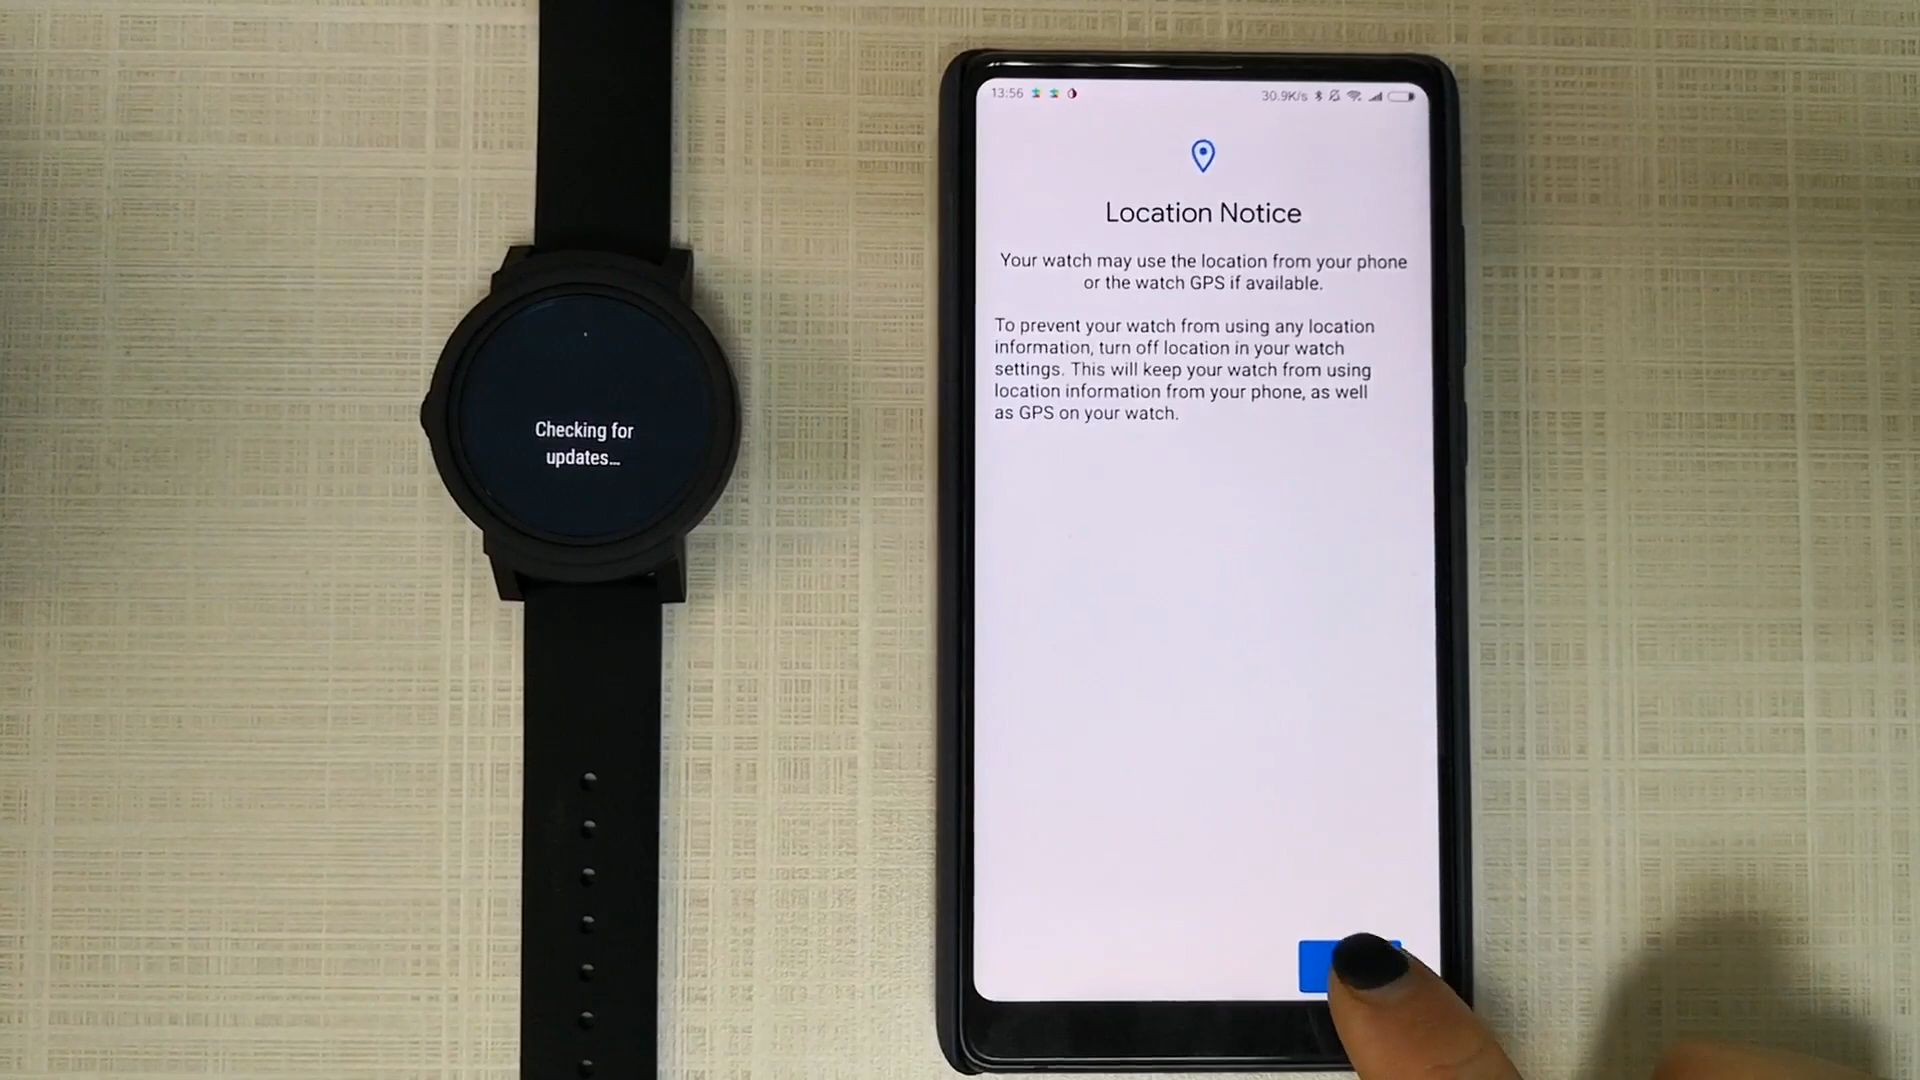 Checking for
updates...
13:56
30.9K/s
Location Notice
Your watch may use the location from your phone
or the watch GPS if available.
To prevent your watch from using any location
information, turn off location in your watch
settings. This will keep your watch from using
location information from your phone, as well
as GPS on your watch.